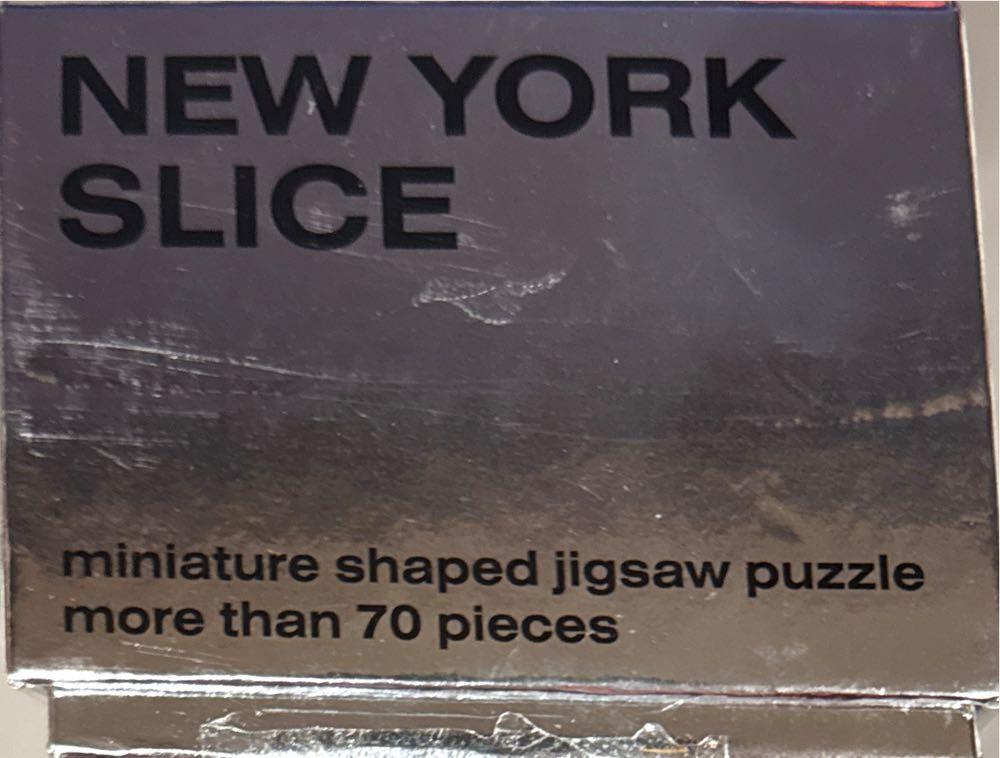 NEW YORK
SLICE
miniature shaped jigsaw puzzle
more than 70 pieces